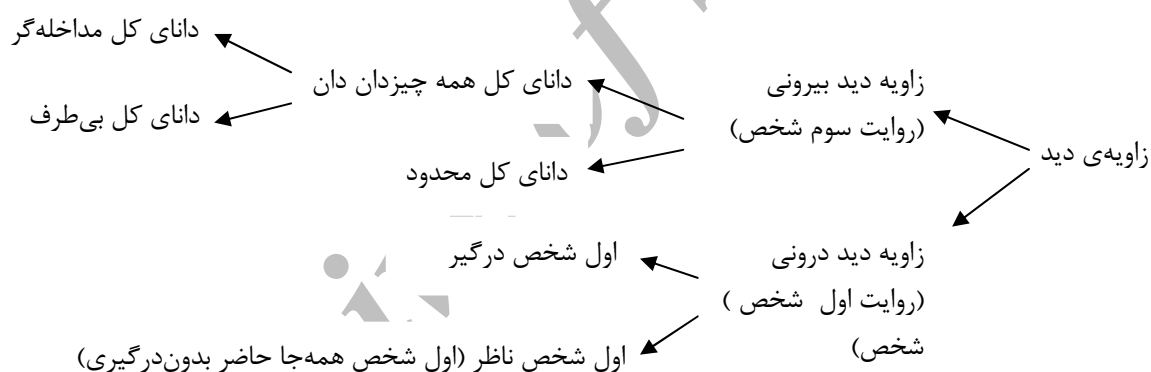 زاویه‌ی دید
زاویه دید بیرونی
(روایت سوم شخص)
دانای کل همه چیزدان دان
دانای کل مداخله‌گر
دانای کل بی‌طرف
دانای کل محدود
زاویه دید درونی
(روایت اول شخص )
شخص)
اول شخص درگیر
اول شخص ناظر (اول شخص همه‌جا حاضر بدون‌درگیری)